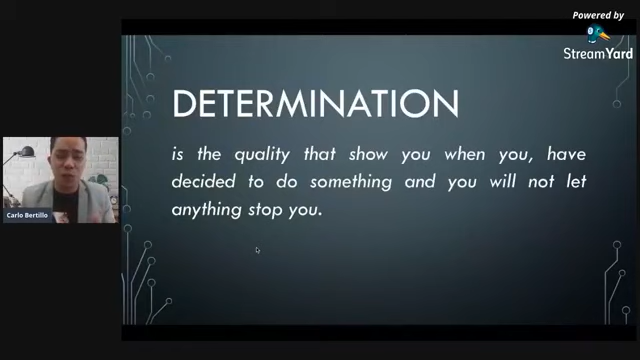 Powered by
StreamYard
DETERMINATION
is the quality that show you when you, have
decided to do something and you will not let
anything stop you.
Carlo Bertillo